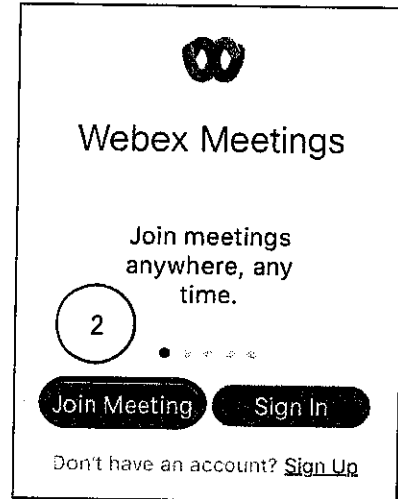 Webex Meetings
Join meetings
anywhere, any
time.
2
Join Meeting Sign In
Don't have an account? Sign Up